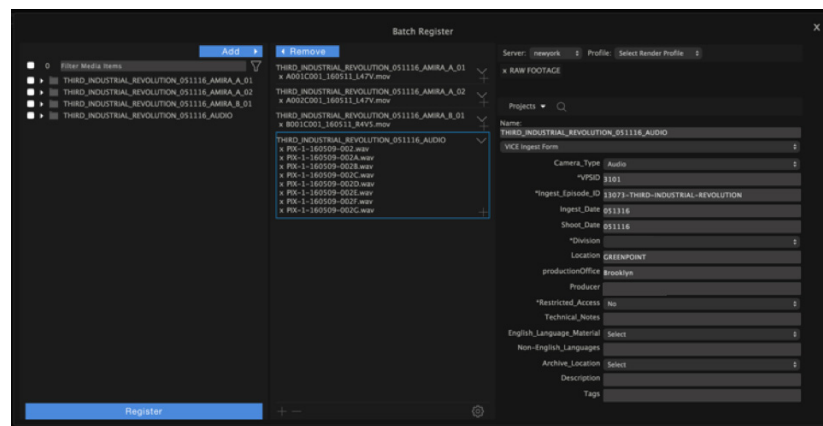 Batch Register
x
Add
0 Filter Media Items
THIRD_INDUSTRIAL_REVOLUTION_051116_AMIRA_A_01
THIRD_INDUSTRIAL_REVOLUTION_051116_AMIRA_A_02
THIRD_INDUSTRIAL_REVOLUTION_051116_AMIRA_B_01
THIRD_INDUSTRIAL_REVOLUTION_051116_AUDIO
Register
Remove
THIRD_INDUSTRIAL_REVOLUTION_051116_AMIRA_A_01
x A001C001_160511_L47V.mov
THIRD_INDUSTRIAL_REVOLUTION_051116_AMIRA_A_02
x A002C001_160511_L47V.mov
THIRD_INDUSTRIAL_REVOLUTION_051116_AMIRA_B_01
x B001C001_160511_R4VS.mov
THIRD_INDUSTRIAL_REVOLUTION_051116_AUDIO
x PIX-1-160509-002.wav
x PIX-1-160509-002A.wav
x PIX-1-160509-002B.wav
x PIX-1-160509-002C.wav
x PIX-1-160509-002D.wav
x PIX-1-160509-002E.wav
x PIX-1-160509-002F.wav
x PIX-1-160509-002G.wav
Server: newyork Profile: Select Render Profile
x RAW FOOTAGE
Projects
Name:
THIRD_INDUSTRIAL_REVOLUTION_051116_AUDIO
VICE Ingest Form
Camera_Type Audio
*VPSID 3101
*Ingest_Episode_ID 13073-THIRD-INDUSTRIAL-REVOLUTION
Ingest_Date 051316
Shoot_Date 051116
*Division
Location GREENPOINT
productionOffice Brooklyn
Producer
*Restricted_Access No
Technical_Notes
English_Language_Material Select
Non-English_Languages
Archive_Location Select
Description
Tags